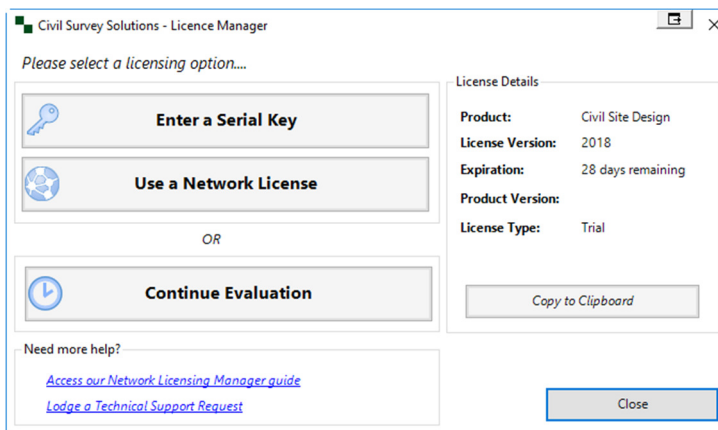 Civil Survey Solutions - Licence Manager
Please select a licensing option....
Enter a Serial Key
Use a Network License
OR
Continue Evaluation
Need more help?
Access our Network Licensing Manager guide
Lodge a Technical Support Request
License Details
Product: Civil Site Design
License Version: 2018
Expiration: 28 days remaining
Product Version:
License Type: Trial
Copy to Clipboard
Close